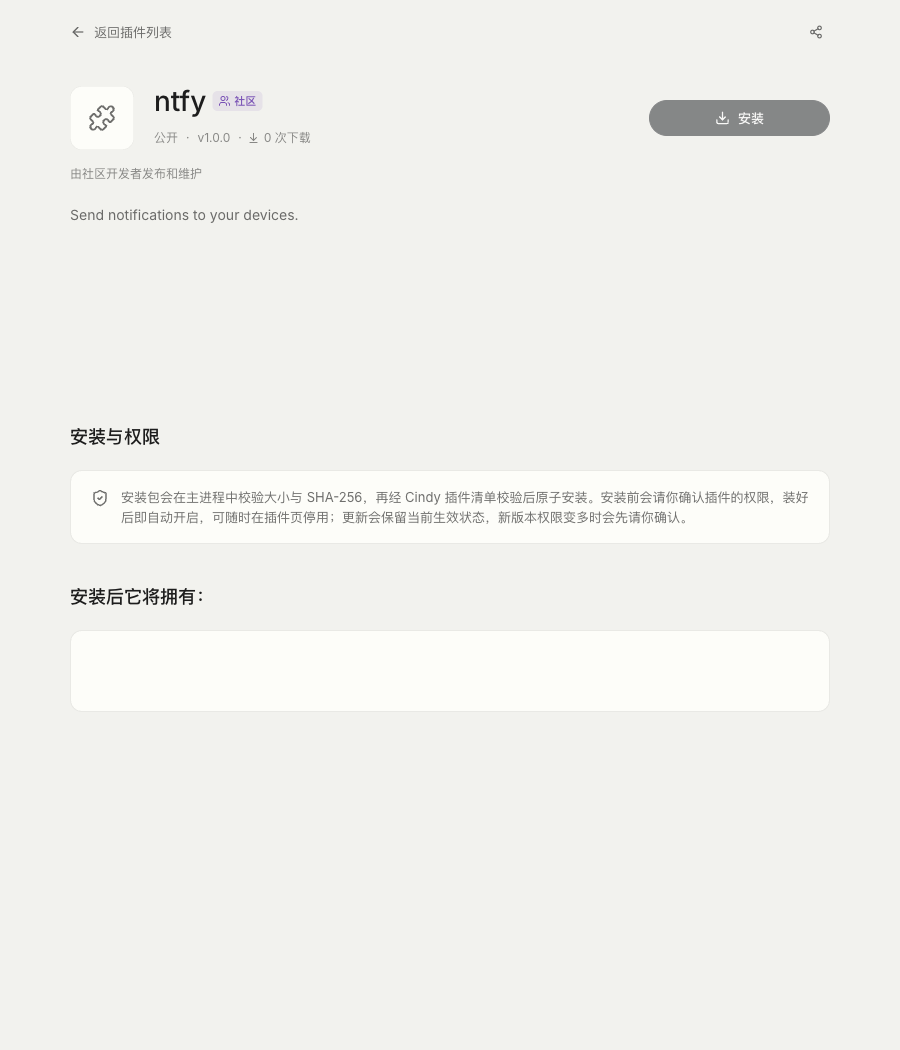 返回插件列表
ntfy 社区
公开 · v1.0.0 · 0 次下载
安装
由社区开发者发布和维护
Send notifications to your devices.
安装与权限
安装包会在主进程中校验大小与 SHA-256，再经 Cindy 插件清单校验后原子安装。安装前会请你确认插件的权限，装好
后即自动开启，可随时在插件页停用；更新会保留当前生效状态，新版本权限变多时会先请你确认。
安装后它将拥有：